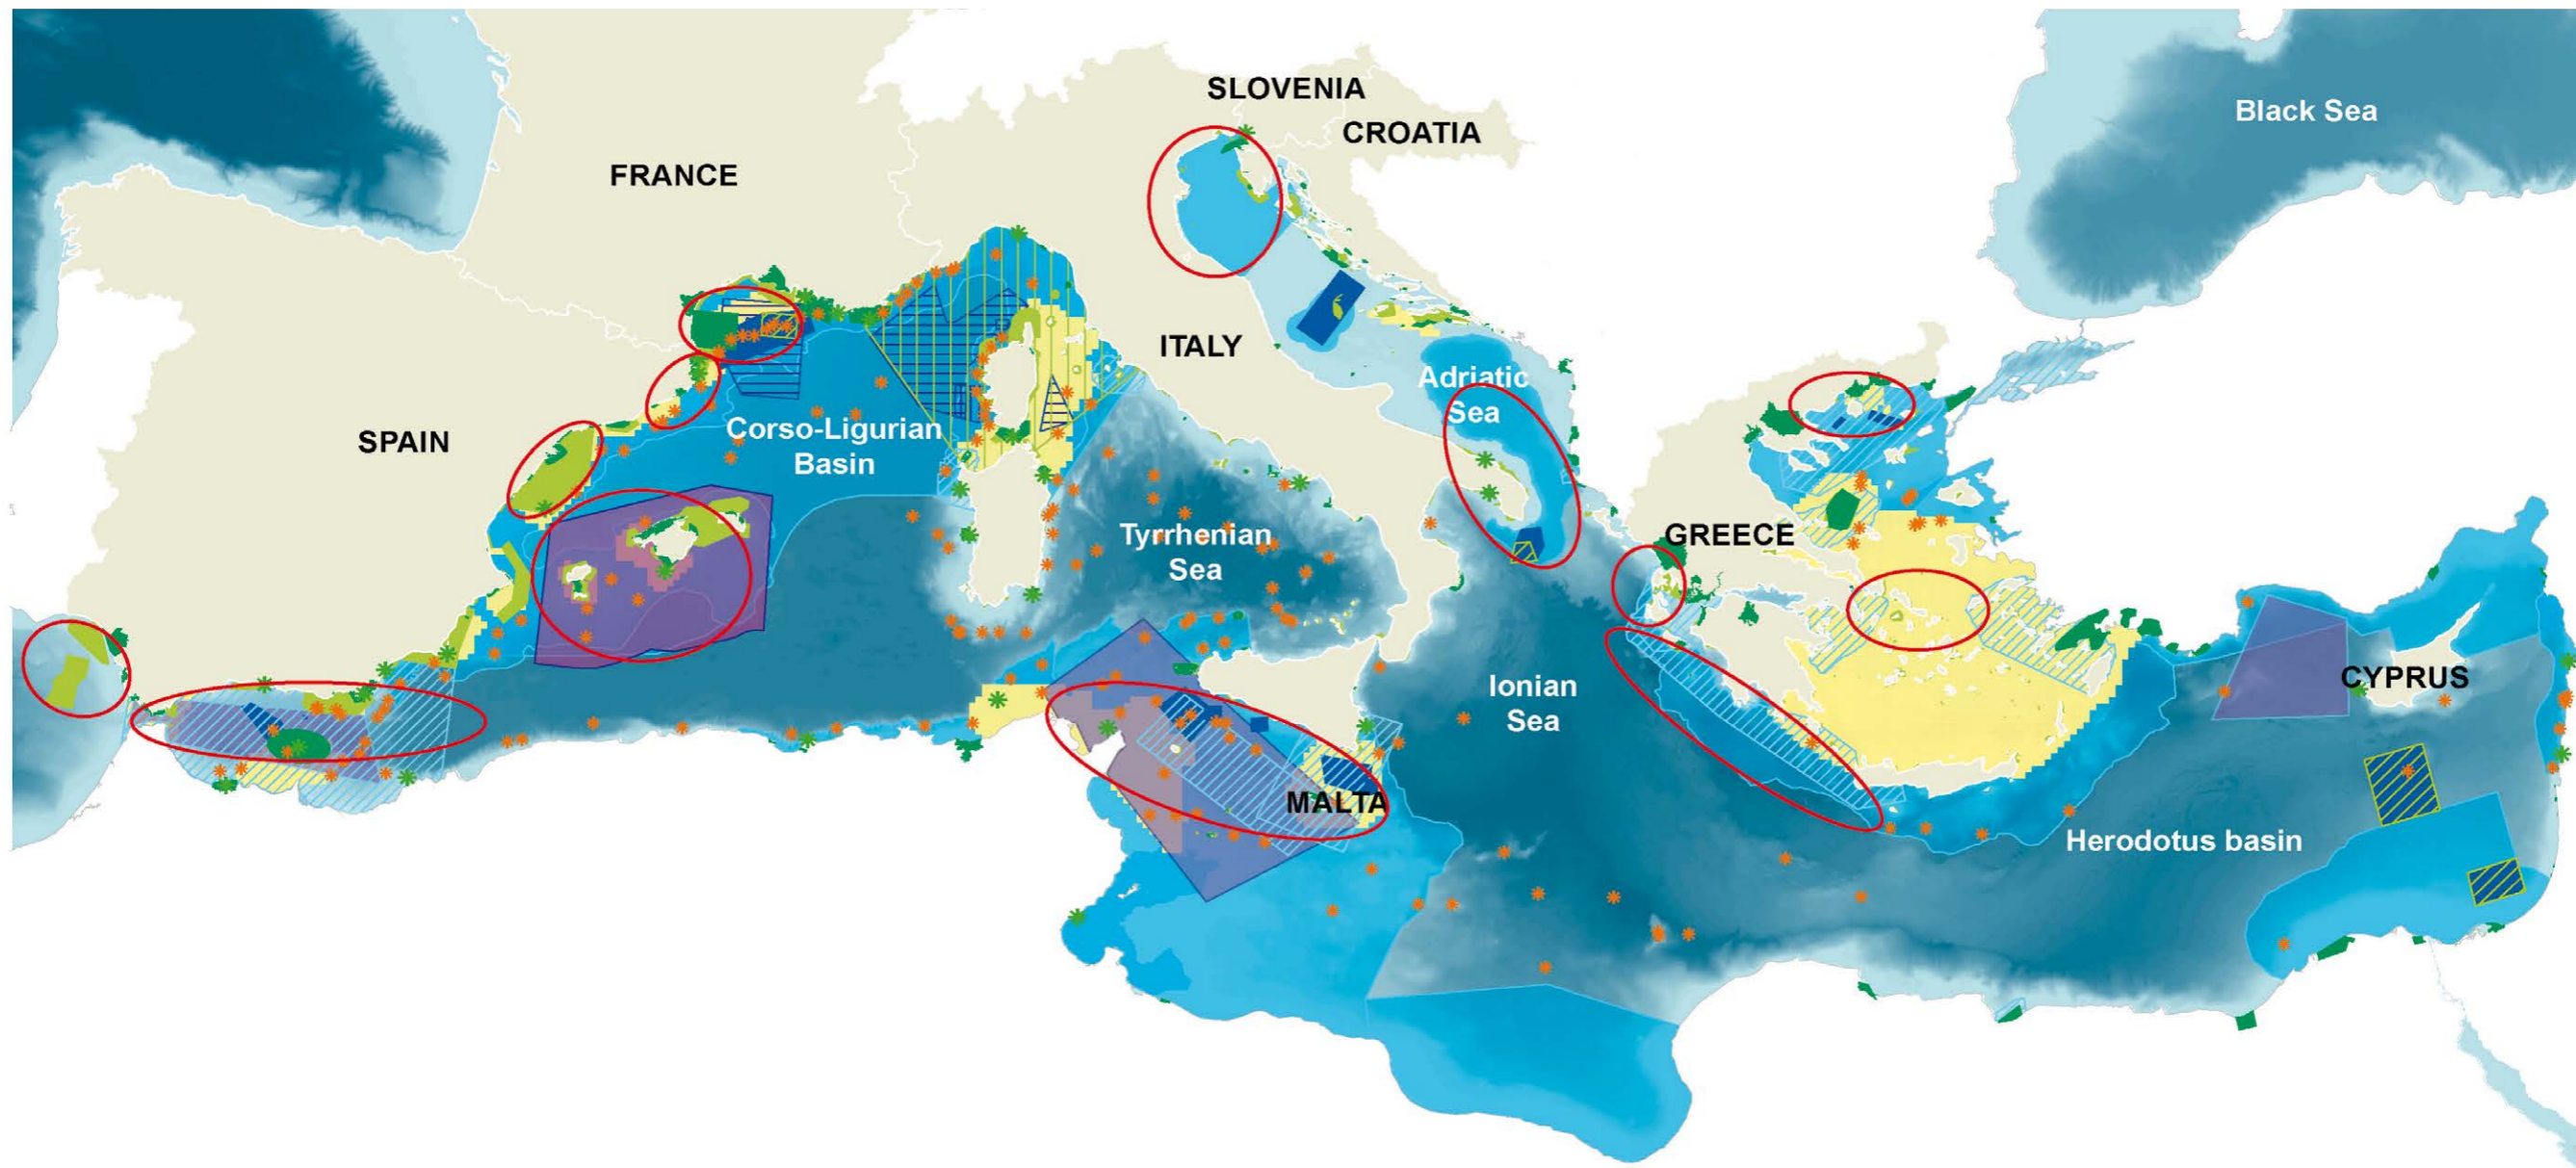 SLOVENIA
CROATIA
Black Sea
FRANCE
ITALY
Adriatic
Sea
SPAIN
Corso-Ligurian
Basin
Tyrrhenian
Sea
GREECE
Ionian
Sea
CYPRUS
MALTA
Herodotus basin